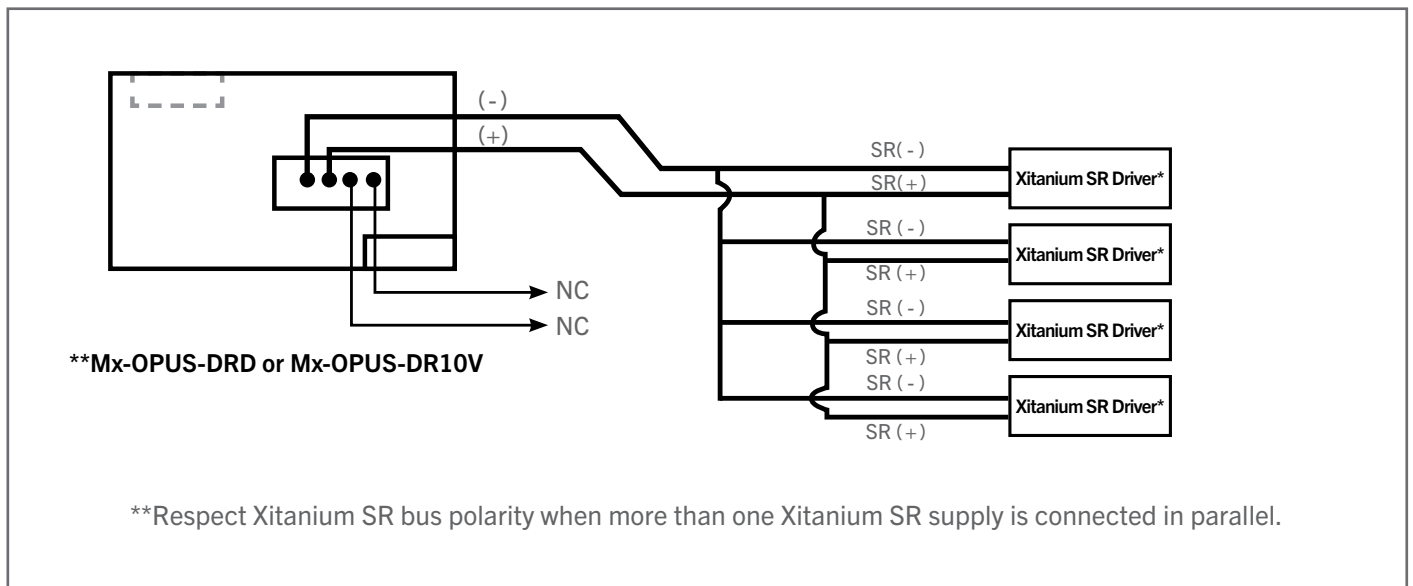 (-)
(+)
SR(-)
SR(+)
Xitanium SR Driver*
SR (-)
SR (+)
Xitanium SR Driver*
SR (-)
SR (+)
Xitanium SR Driver*
SR (-)
SR (+)
Xitanium SR Driver*
NC
NC
**Mx-OPUS-DRD or Mx-OPUS-DR10V
**Respect Xitanium SR bus polarity when more than one Xitanium SR supply is connected in parallel.